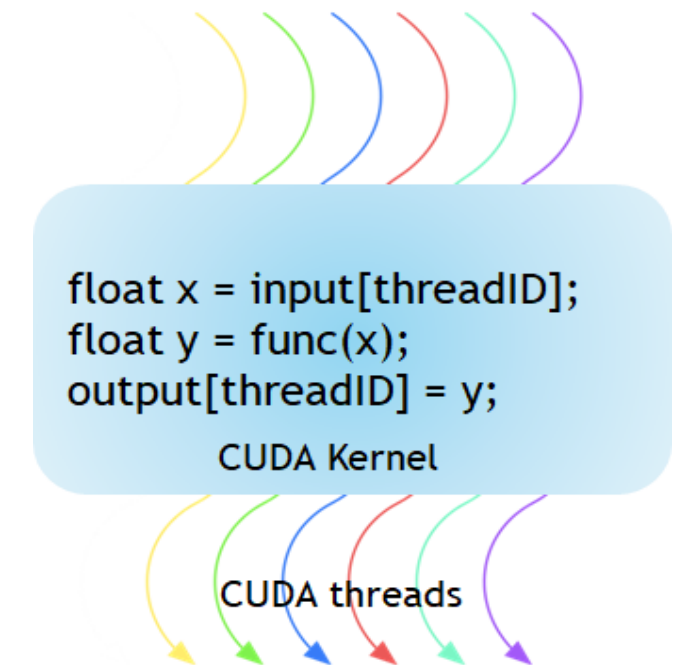 float x = input[threadID];
float y = func(x);
output[threadID] = y;
CUDA Kernel
CUDA threads